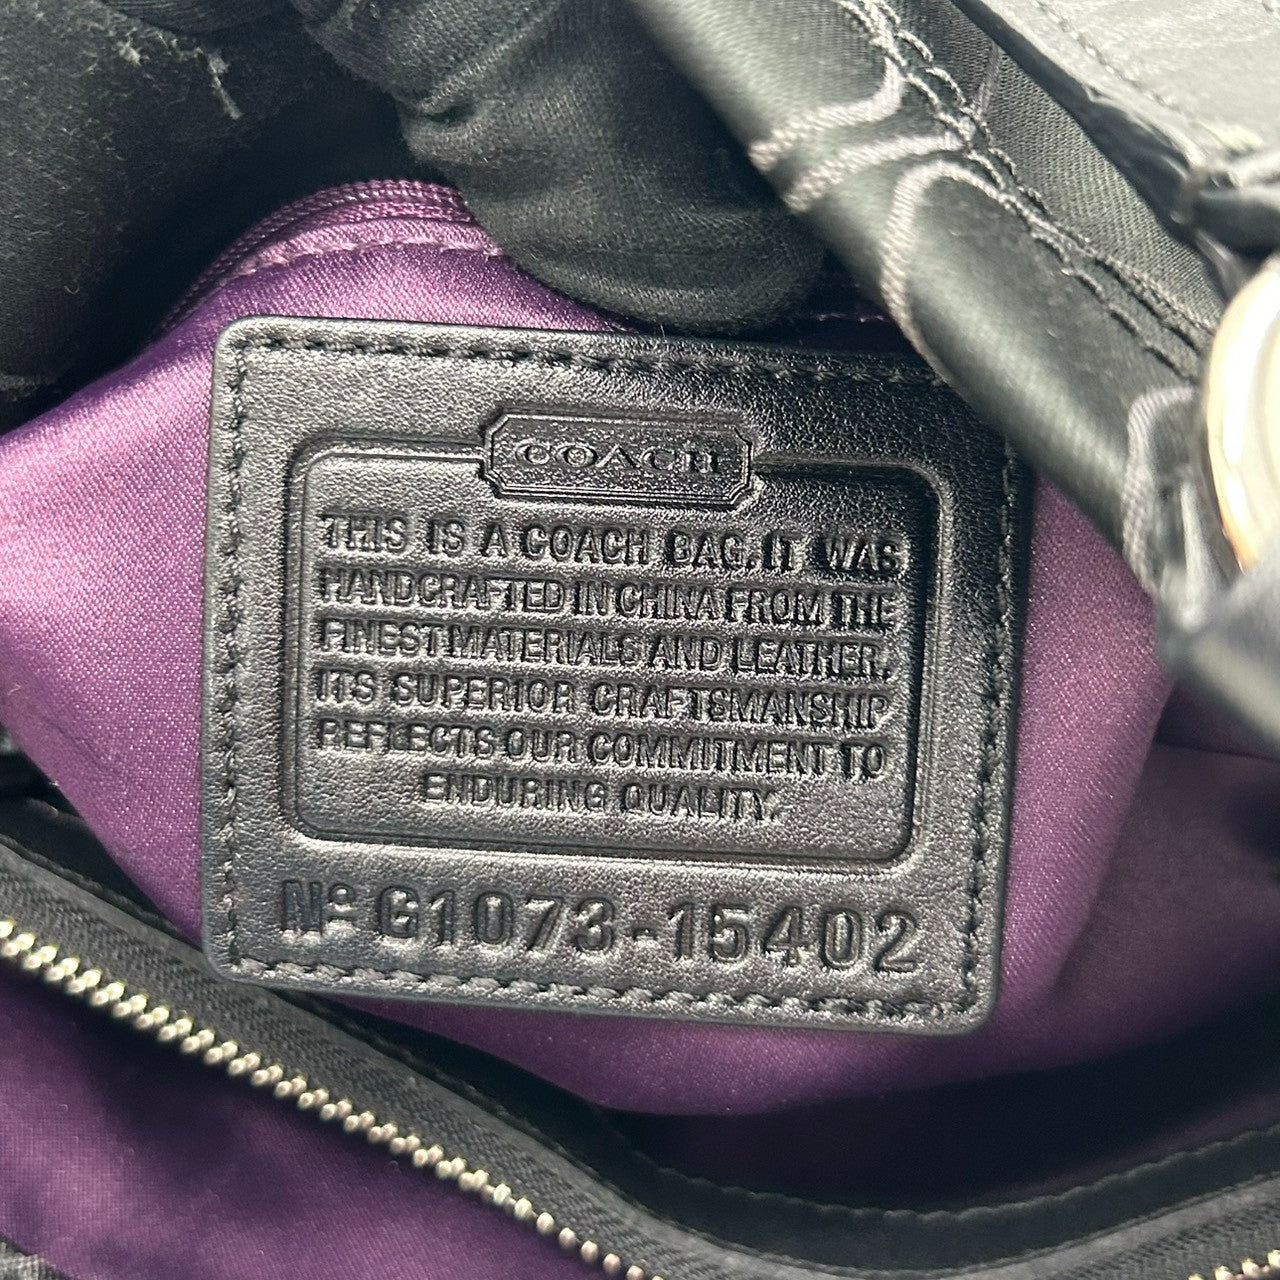 COACH
THIS IS A COACH BAG. IT WAS
HANDCRAFTED IN CHINA FROM THE
FINEST MATERIALS AND LEATHER.
ITS SUPERIOR CRAFTSMANSHIP
REFLECTS OUR COMMITMENT TO
ENDURING QUALITY.
Nº G1073-15402